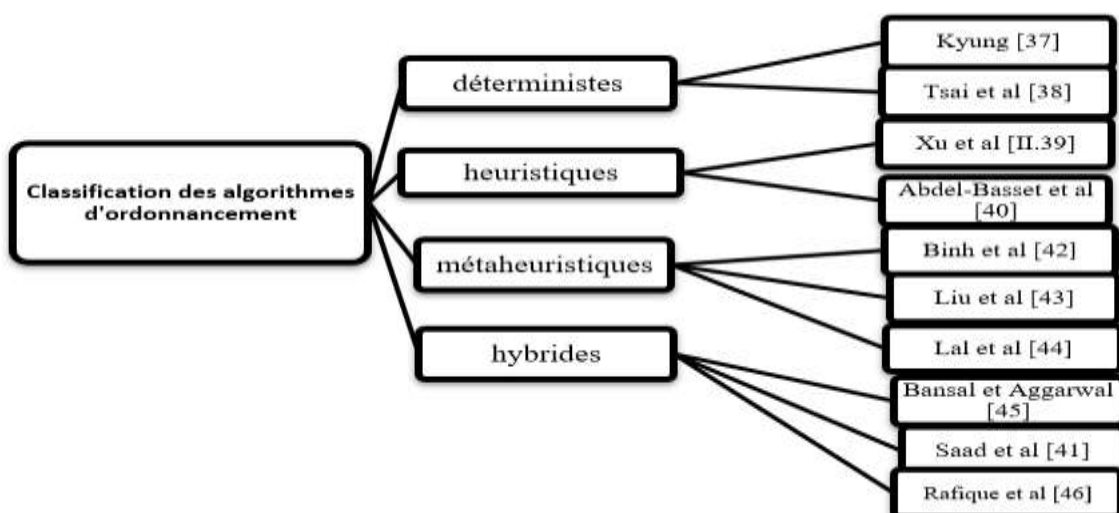 Classification des algorithmes
d'ordonnancement
déterministes
heuristiques
métaheuristiques
hybrides
Kyung [37]
Tsai et al [38]
Xu et al [II.39]
Abdel-Basset et al
[40]
Binh et al [42]
Liu et al [43]
Lal et al [44]
Bansal et Aggarwal
[45]
Saad et al [41]
Rafique et al [46]